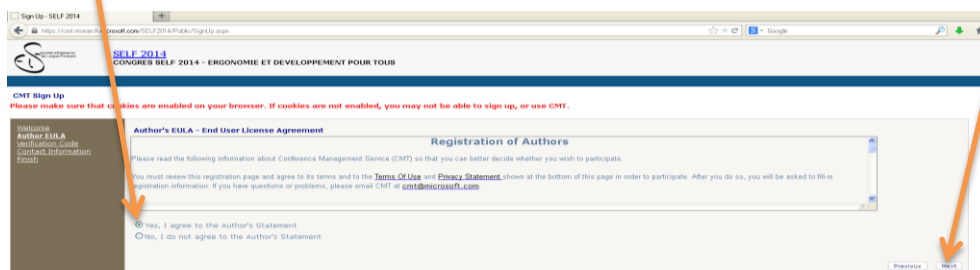 Sign Up - SELF 2014
https://cmt.research.microsoft.com/SELF2014/Public/SignUp.aspx
Google
SELF 2014
CONGRES SELF 2014 - ERGONOMIE ET DEVELOPPEMENT POUR TOUS
CMT Sign Up
Please make sure that cookies are enabled on your browser. If cookies are not enabled, you may not be able to sign up, or use CMT.
Welcome
Author EULA
Verification Code
Contact Information
Finish
Author's EULA - End User License Agreement
Registration of Authors
Please read the following information about Conference Management Service (CMT) so that you can better decide whether you wish to participate
You must review this registration page and agree to its terms and to the Terms Of Use and Privacy Statement shown at the bottom of this page in order to participate. After you do so, you will be asked to fill-in
registration information. If you have questions or problems, please email CMT at cmt@microsoft.com
Yes, I agree to the Author's Statement
No, I do not agree to the Author's Statement
Previous Next